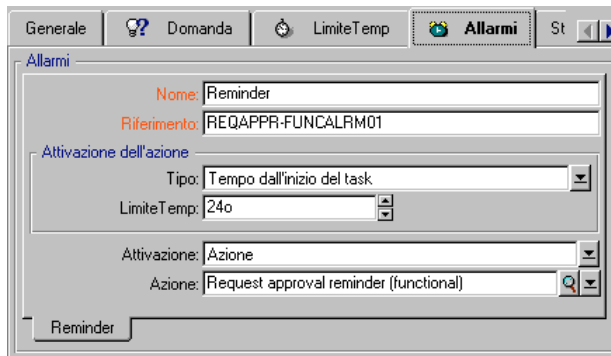 Generale Domanda LimiteTemp Allarmi St
Allarmi
Nome: Reminder
Riferimento: REQAPPR-FUNCALRM01
Attivazione dell'azione
Tipo: Tempo dall'inizio del task
LimiteTemp: 24o
Attivazione: Azione
Azione: Request approval reminder (functional)
Reminder